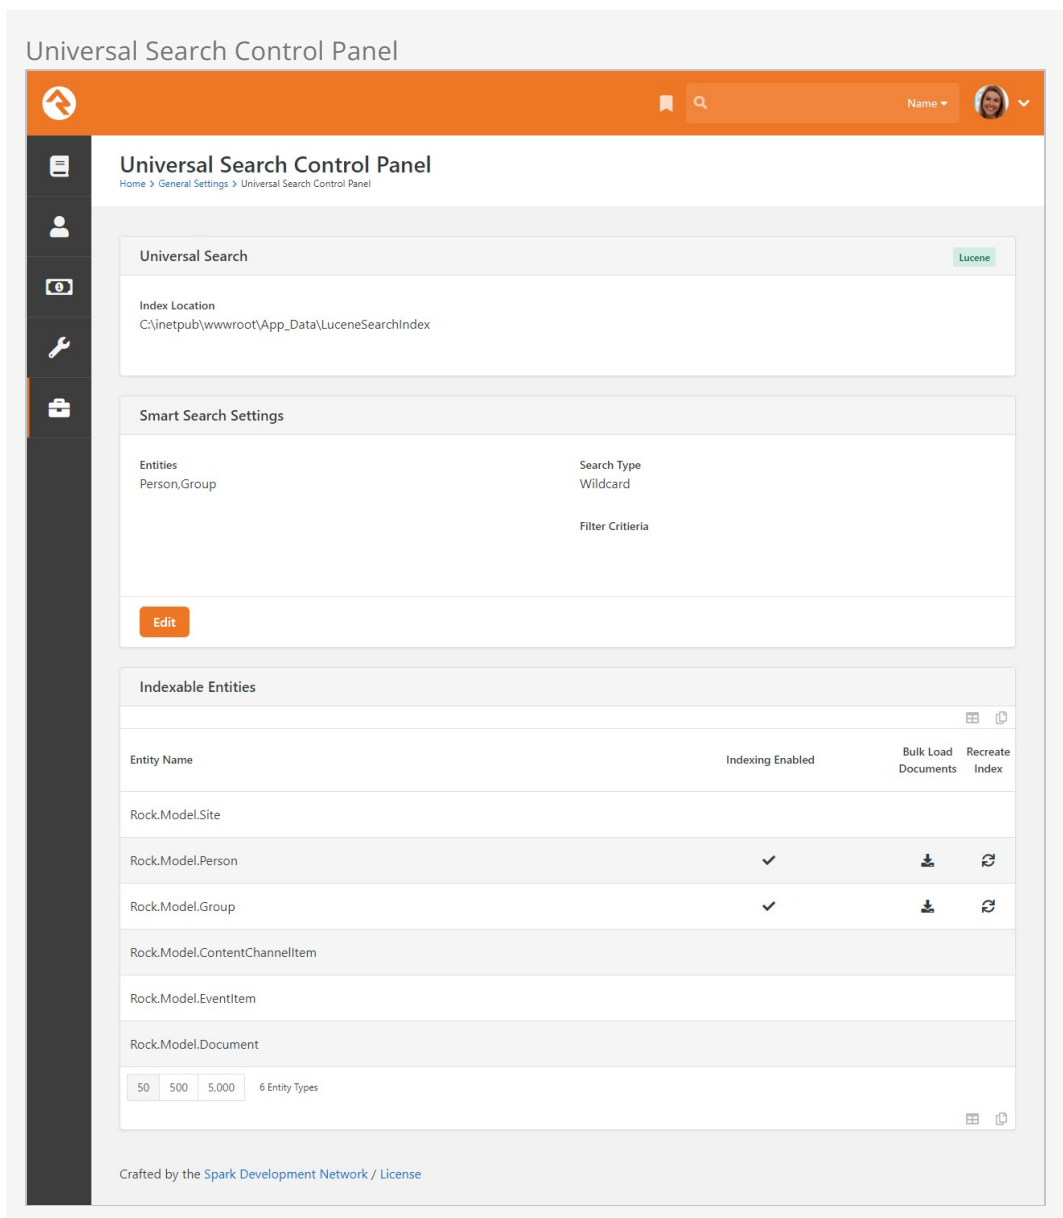 Universal Search Control Panel
Name
Universal Search Control Panel
Home > General Settings > Universal Search Control Panel
Universal Search
Lucene
Index Location
C:\inetpub\wwwroot\App_Data\LuceneSearchIndex
Smart Search Settings
Entities
Search Type
Person,Group
Wildcard
Filter Critieria
Edit
Indexable Entities
Entity Name
Indexing Enabled
Bulk Load Documents
Recreate Index
Rock.Model.Site
Rock.Model.Person
Rock.Model.Group
Rock.Model.ContentChannelItem
Rock.Model.EventItem
Rock.Model.Document
50 500 5,000 6 Entity Types
Crafted by the Spark Development Network / License